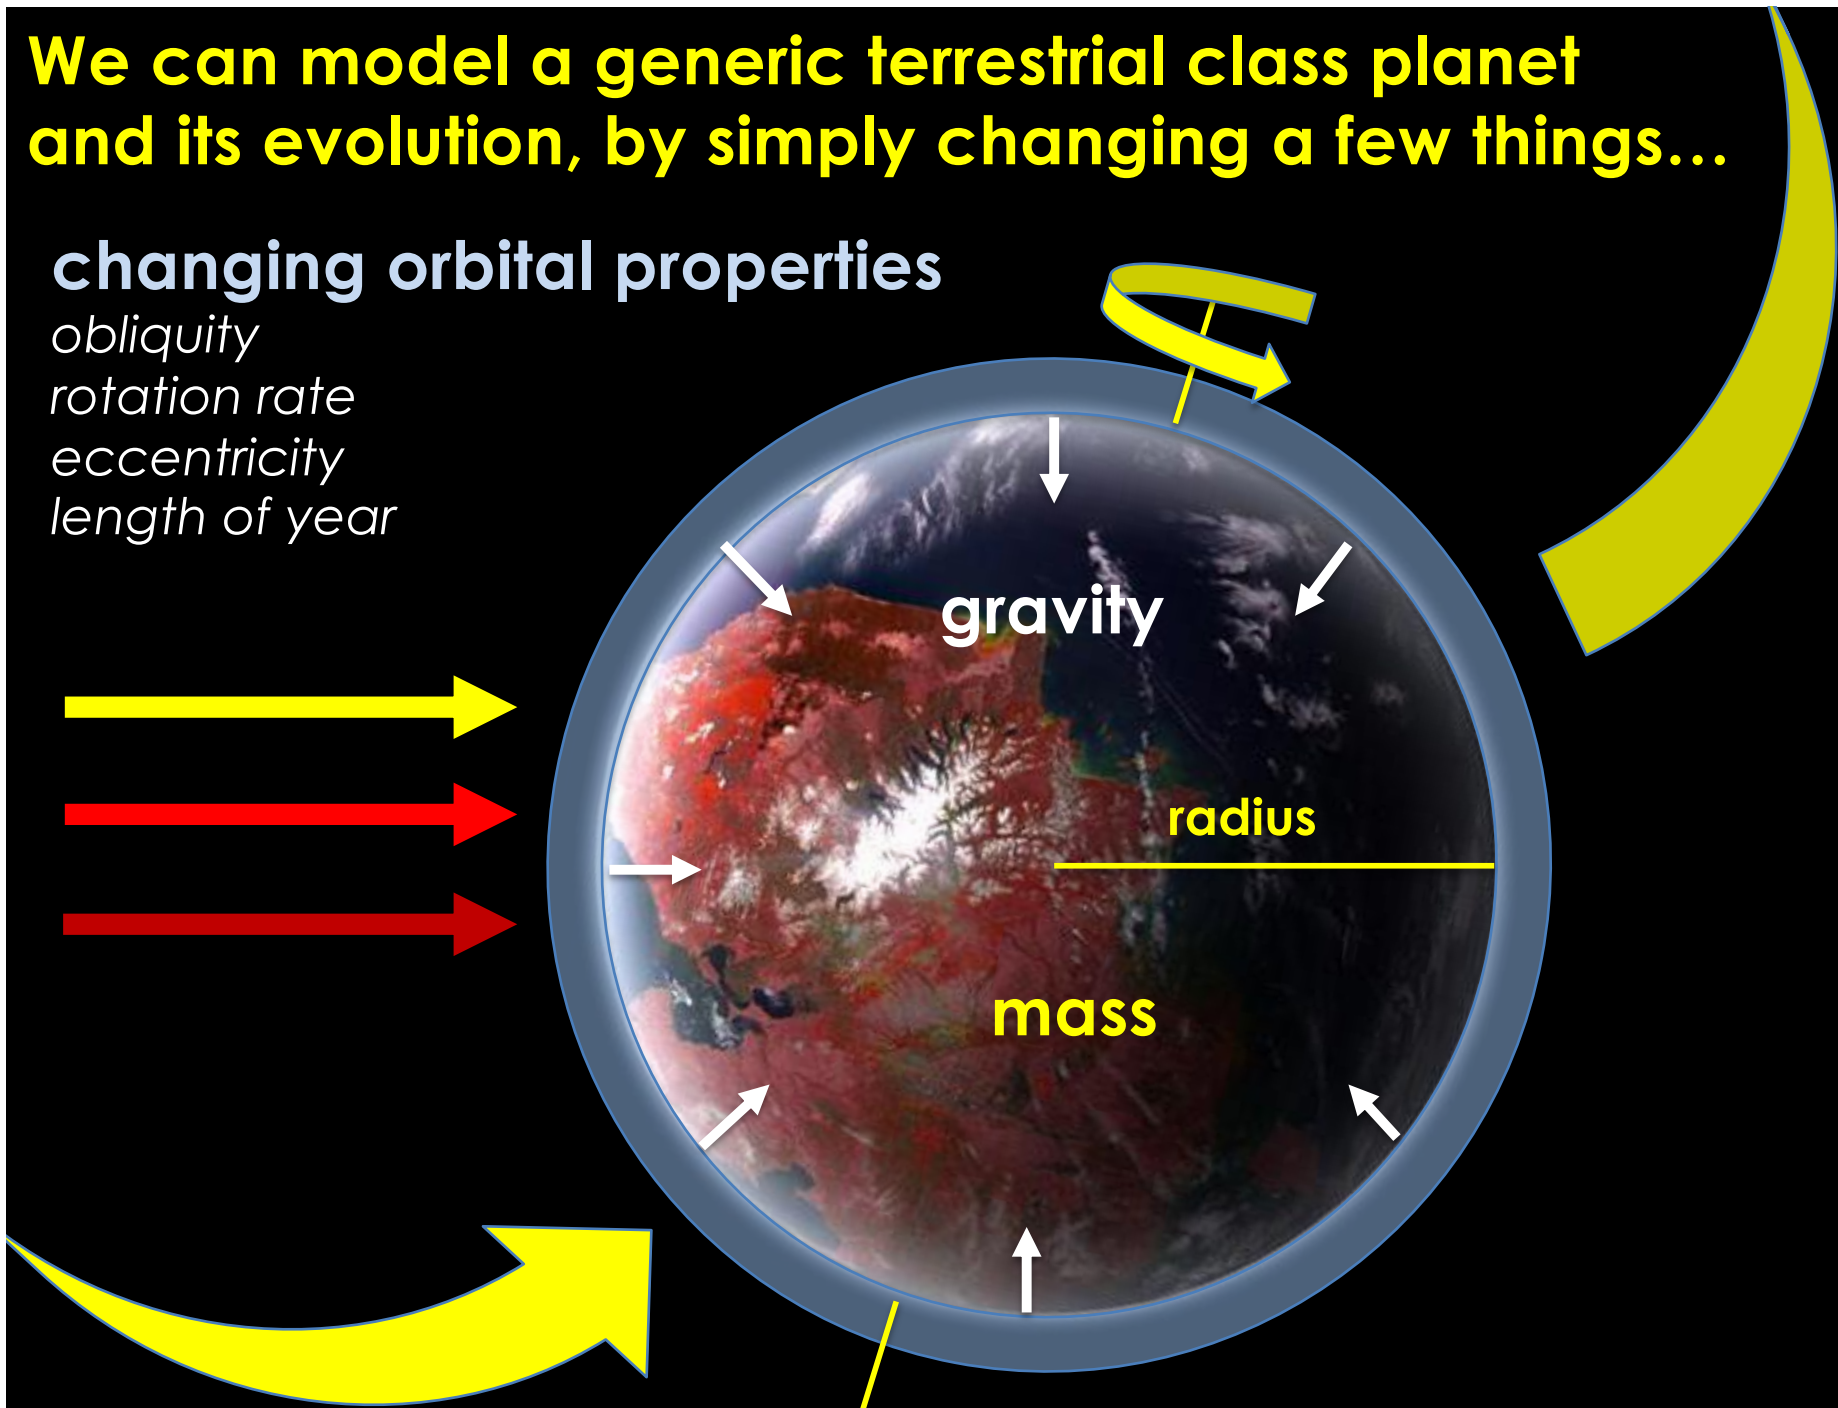 We can model a generic terrestrial class planet
and its evolution, by simply changing a few things…
changing orbital properties
obliquity
rotation rate
eccentricity
length of year
gravity
radius
mass